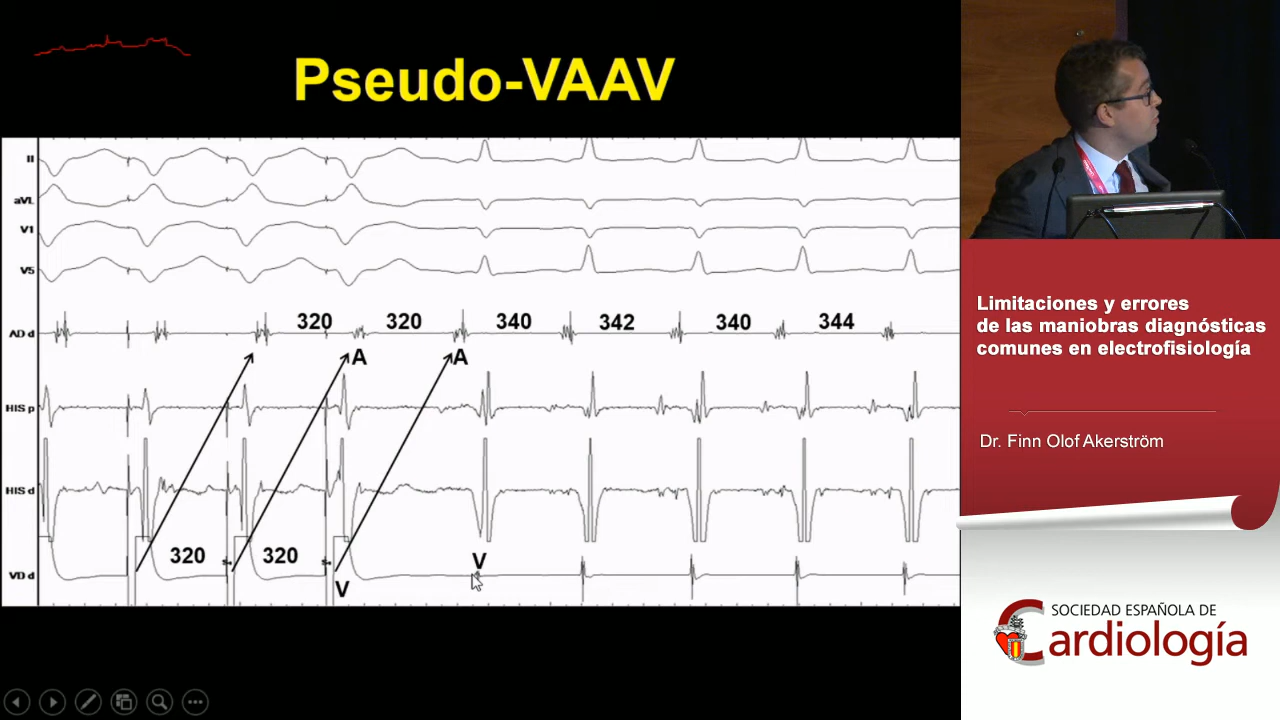 Pseudo-VAAV
II
aVL
V1
V5
AD d
320 320 340 342 340 344
A A
HIS p
HIS d
320 320
V
VD d
V
Limitaciones y errores
de las maniobras diagnósticas
comunes en electrofisiología
Dr. Finn Olof Akerström
SOCIEDAD ESPAÑOLA DE
Cardiología